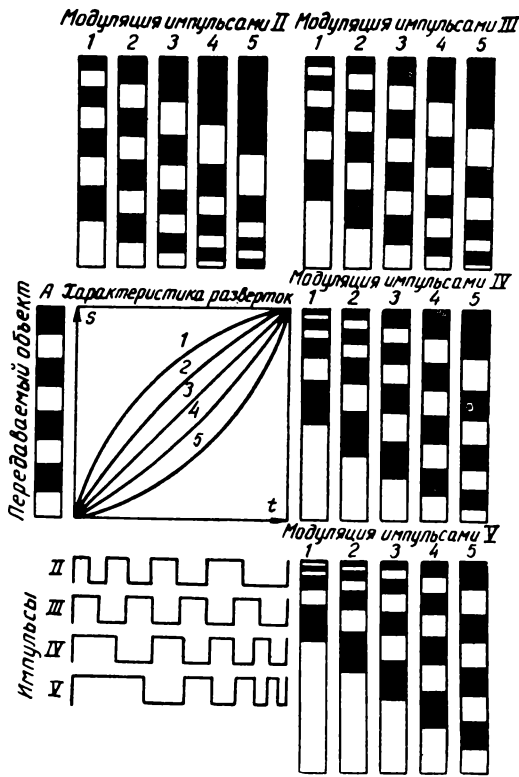 Модуляция импульсами II
1 2 3 4 5
Модуляция импульсами III
1 2 3 4 5
Передаваемый объект
A
Характеристика разверток
S
1
2
3
4
5
t
Модуляция импульсами IV
1 2 3 4 5
Импульсы
II
III
IV
V
Модуляция импульсами V
1 2 3 4 5